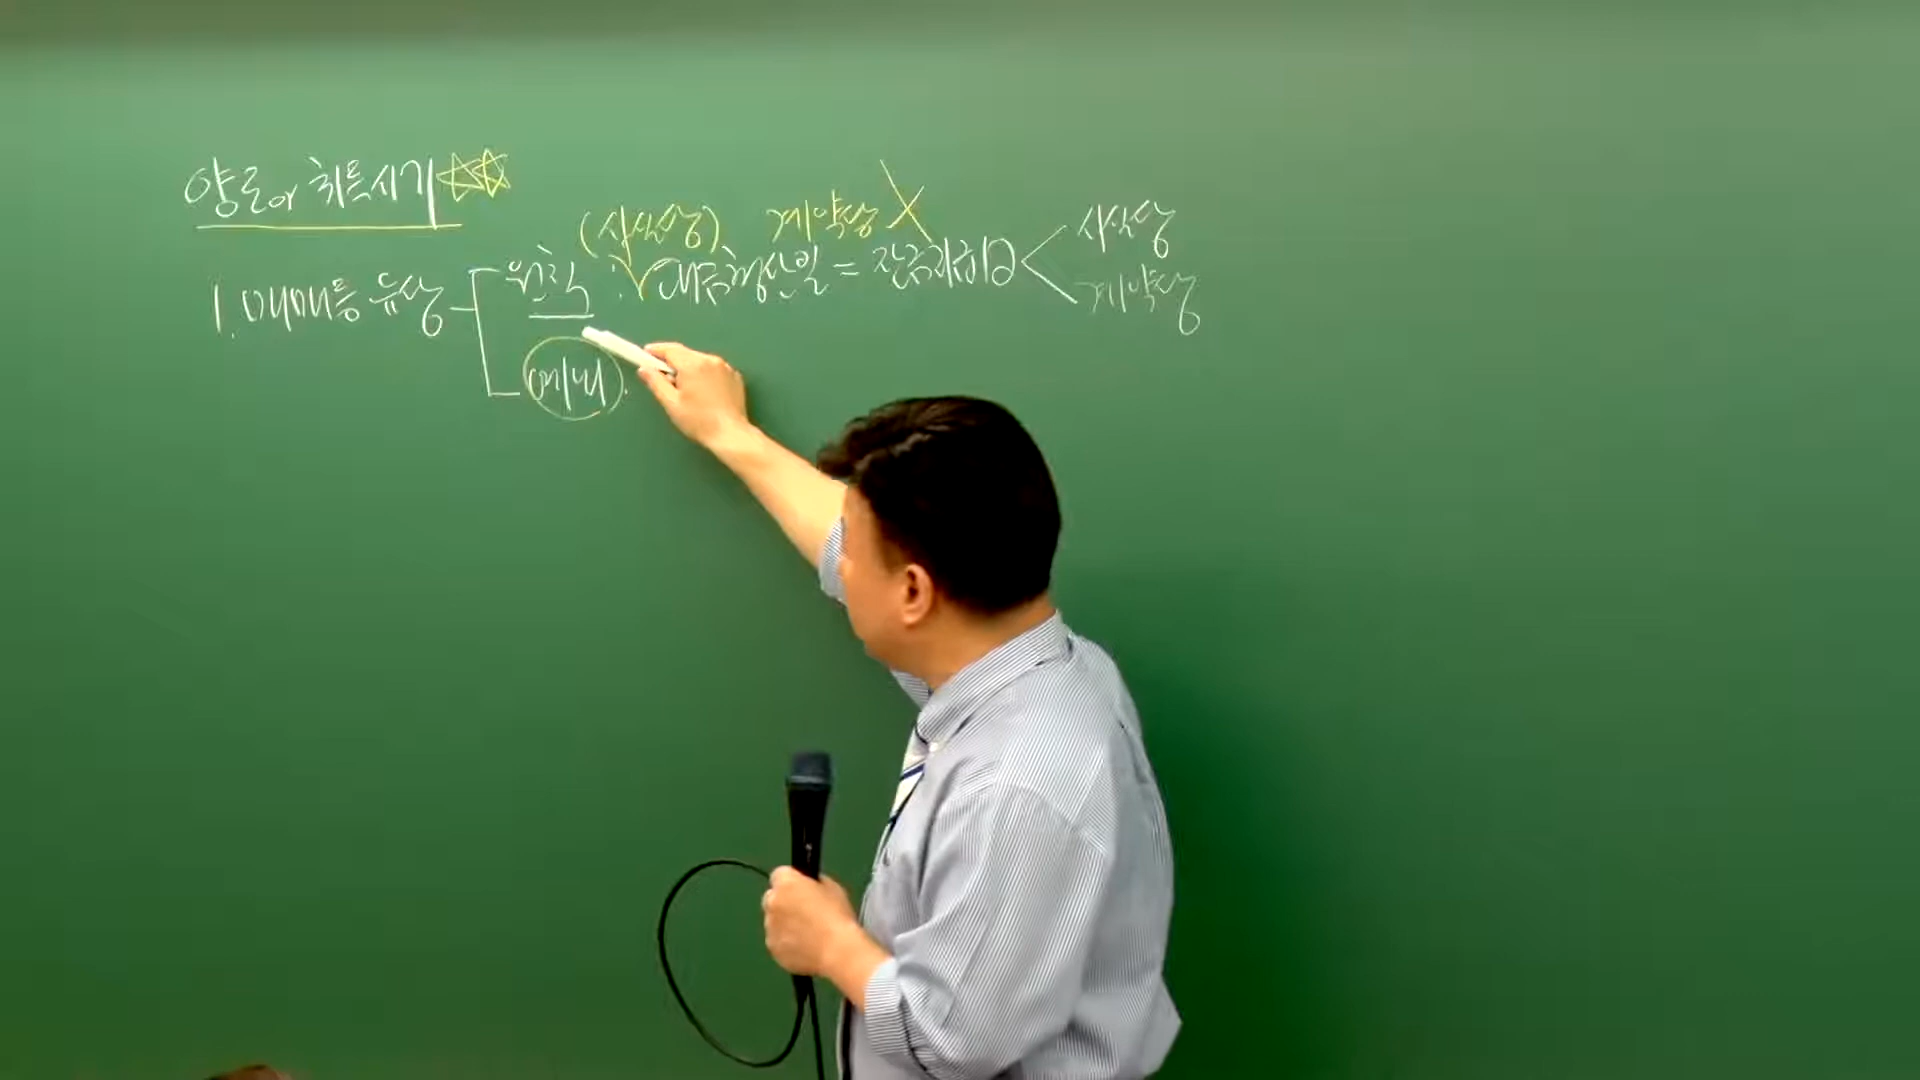 양도or 취득시기 ☆☆
(사실상) 계약상 X
1. 매매등 유상 원칙 : √ 대금청산일 = 잔금지급일 < 사실상
계약상
예외.